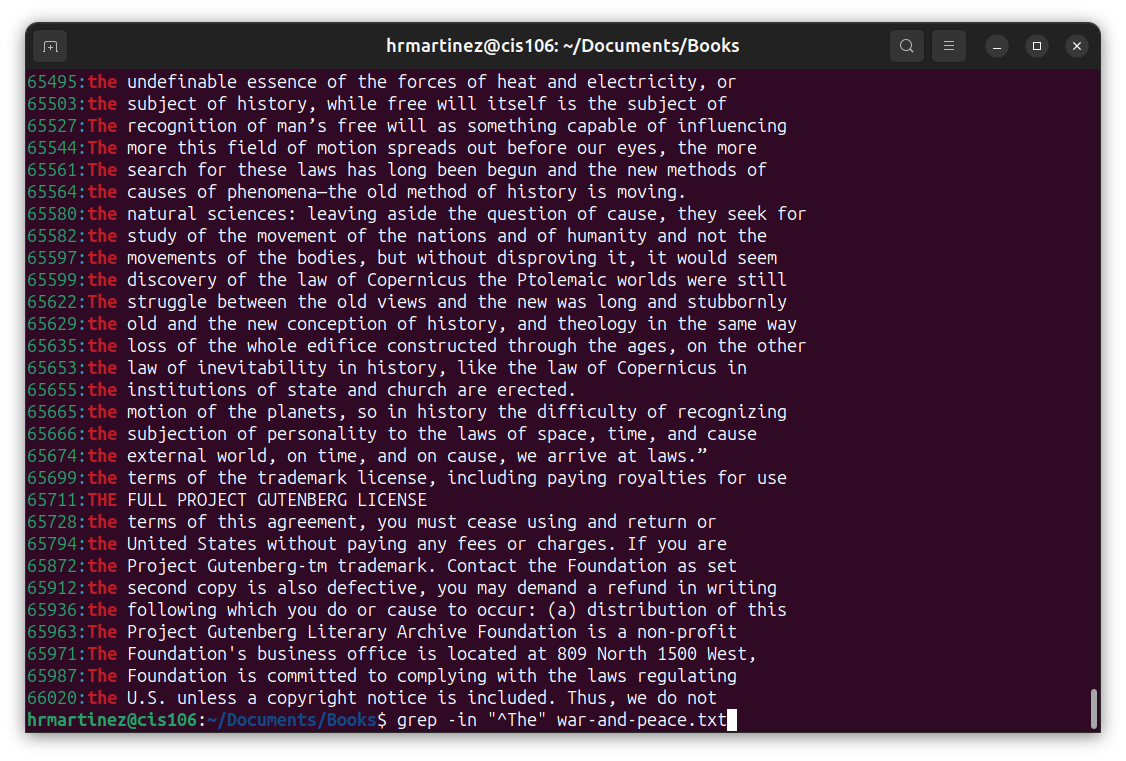 hrmartinez@cis106: ~/Documents/Books
65495:the undefinable essence of the forces of heat and electricity, or
65503:the subject of history, while free will itself is the subject of
65527:The recognition of man’s free will as something capable of influencing
65544:The more this field of motion spreads out before our eyes, the more
65561:The search for these laws has long been begun and the new methods of
65564:the causes of phenomena—the old method of history is moving.
65580:the natural sciences: leaving aside the question of cause, they seek for
65582:the study of the movement of the nations and of humanity and not the
65597:the movements of the bodies, but without disproving it, it would seem
65599:the discovery of the law of Copernicus the Ptolemaic worlds were still
65622:The struggle between the old views and the new was long and stubbornly
65629:the old and the new conception of history, and theology in the same way
65635:the loss of the whole edifice constructed through the ages, on the other
65653:the law of inevitability in history, like the law of Copernicus in
65655:the institutions of state and church are erected.
65665:the motion of the planets, so in history the difficulty of recognizing
65666:the subjection of personality to the laws of space, time, and cause
65674:the external world, on time, and on cause, we arrive at laws.”
65699:the terms of the trademark license, including paying royalties for use
65711:THE FULL PROJECT GUTENBERG LICENSE
65728:the terms of this agreement, you must cease using and return or
65794:the United States without paying any fees or charges. If you are
65872:the Project Gutenberg-tm trademark. Contact the Foundation as set
65912:the second copy is also defective, you may demand a refund in writing
65936:the following which you do or cause to occur: (a) distribution of this
65963:The Project Gutenberg Literary Archive Foundation is a non-profit
65971:The Foundation's business office is located at 809 North 1500 West,
65987:The Foundation is committed to complying with the laws regulating
66020:the U.S. unless a copyright notice is included. Thus, we do not
hrmartinez@cis106:~/Documents/Books$ grep -in "^The" war-and-peace.txt